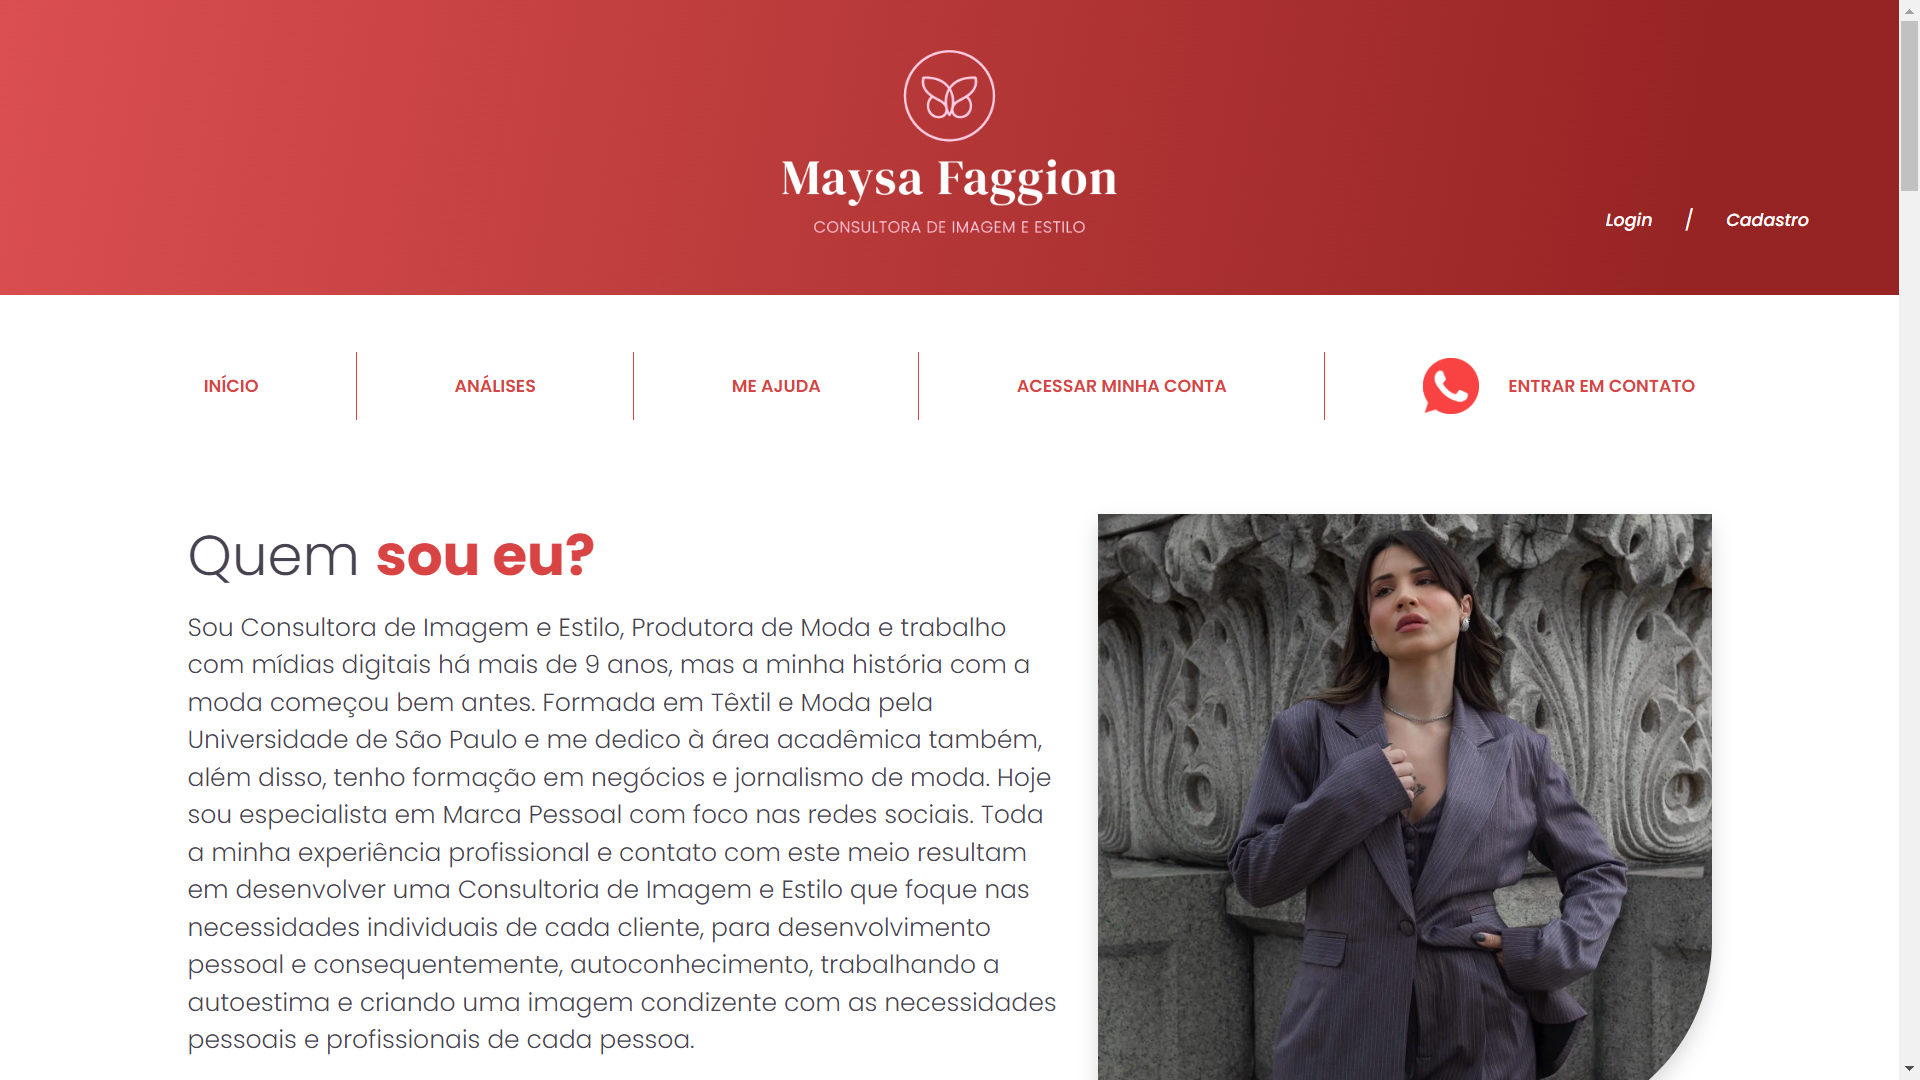 Maysa Faggion
CONSULTORA DE IMAGEM E ESTILO
Login / Cadastro
INÍCIO
ANÁLISES
ME AJUDA
ACESSAR MINHA CONTA
ENTRAR EM CONTATO
Quem sou eu?
Sou Consultora de Imagem e Estilo, Produtora de Moda e trabalho
com mídias digitais há mais de 9 anos, mas a minha história com a
moda começou bem antes. Formada em Têxtil e Moda pela
Universidade de São Paulo e me dedico à área acadêmica também,
além disso, tenho formação em negócios e jornalismo de moda. Hoje
sou especialista em Marca Pessoal com foco nas redes sociais. Toda
a minha experiência profissional e contato com este meio resultam
em desenvolver uma Consultoria de Imagem e Estilo que foque nas
necessidades individuais de cada cliente, para desenvolvimento
pessoal e consequentemente, autoconhecimento, trabalhando a
autoestima e criando uma imagem condizente com as necessidades
pessoais e profissionais de cada pessoa.